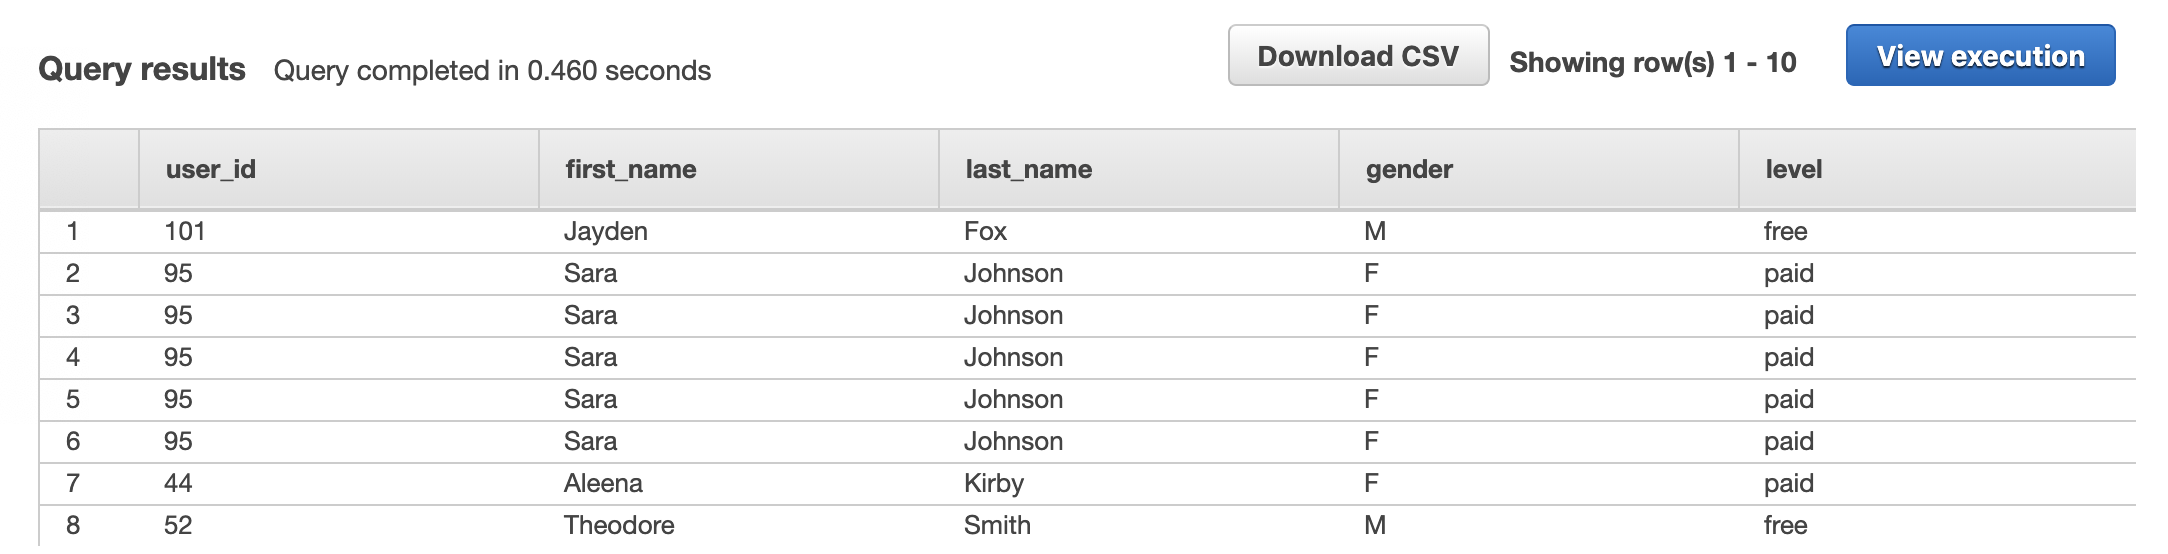 Query results Query completed in 0.460 seconds Download CSV Showing row(s) 1 - 10 View execution
user_id first_name last_name gender level
1 101 Jayden Fox M free
2 95 Sara Johnson F paid
3 95 Sara Johnson F paid
4 95 Sara Johnson F paid
5 95 Sara Johnson F paid
6 95 Sara Johnson F paid
7 44 Aleena Kirby F paid
8 52 Theodore Smith M free